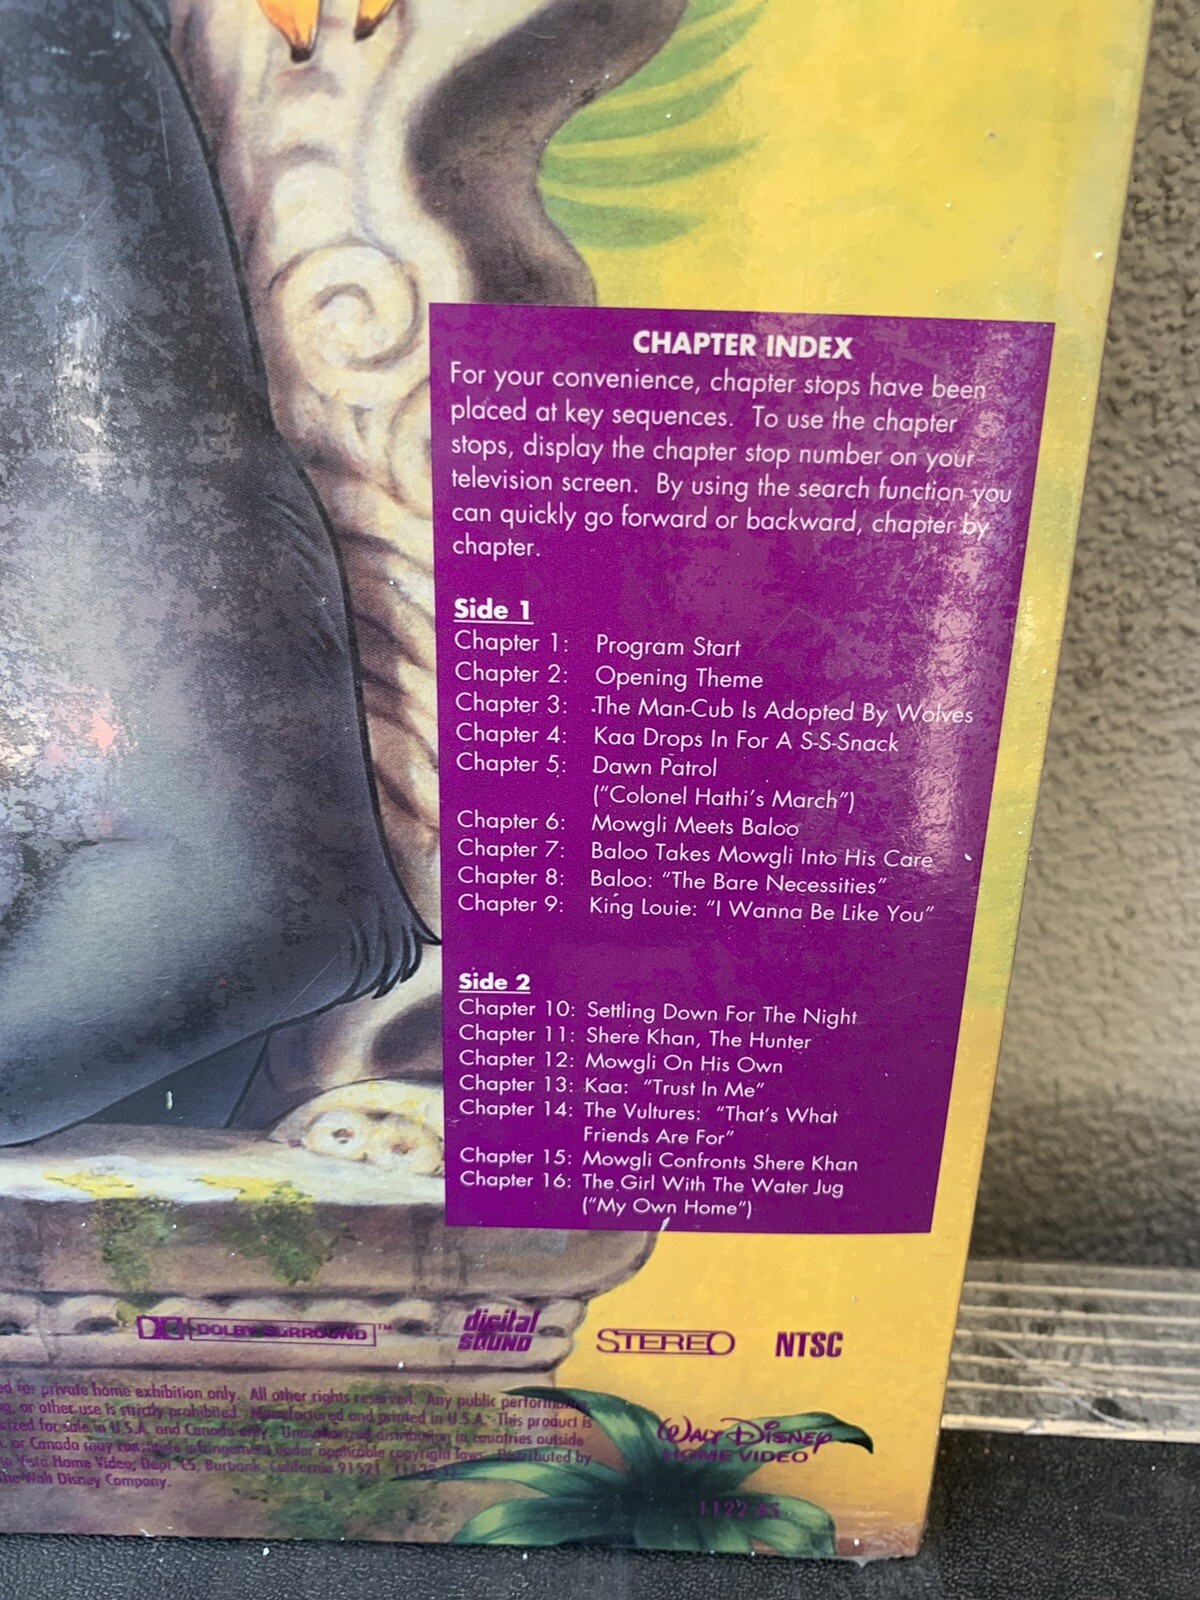 CHAPTER INDEX
For your convenience, chapter stops have been
placed at key sequences. To use the chapter
stops, display the chapter stop number on your
television screen. By using the search function you
can quickly go forward or backward, chapter by
chapter.
Side 1
Chapter 1: Program Start
Chapter 2: Opening Theme
Chapter 3: The Man-Cub Is Adopted By Wolves
Chapter 4: Kaa Drops In For A S-S-Snack
Chapter 5: Dawn Patrol
("Colonel Hathi's March")
Chapter 6: Mowgli Meets Baloo
Chapter 7: Baloo Takes Mowgli Into His Care
Chapter 8: Baloo: "The Bare Necessities"
Chapter 9: King Louie: "I Wanna Be Like You"
Side 2
Chapter 10: Settling Down For The Night
Chapter 11: Shere Khan, The Hunter
Chapter 12: Mowgli On His Own
Chapter 13: Kaa: "Trust In Me"
Chapter 14: The Vultures: "That's What
Friends Are For"
Chapter 15: Mowgli Confronts Shere Khan
Chapter 16: The Girl With The Water Jug
("My Own Home")
DOLBY SURROUND™ digital SOUND STEREO NTSC
for private home exhibition only. All other rights reserved. Any public
or other use is strictly prohibited. Manufactured and printed in U.S.A. This product is
for sale in U.S.A. and Canada only. Unauthorized distribution in countries outside
or Canada may constitute infringement under applicable copyright law. Distributed by
Vista Home Video, Dept. CS, Burbank, California 91521.
The Walt Disney Company.
WALT DISNEY
HOME VIDEO
1122 AS